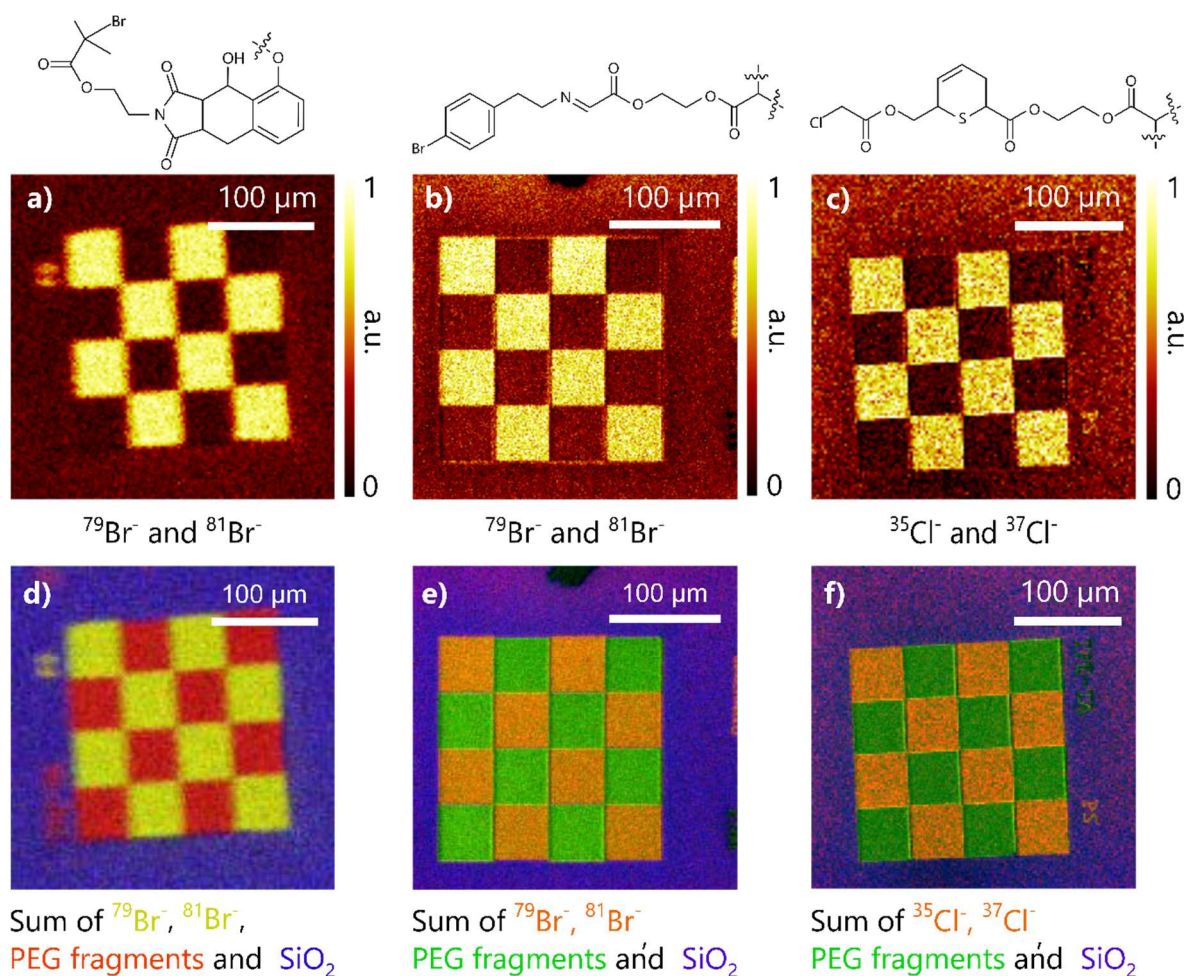 Br
O
O
O
OH
O
N
O
Br
N
O
O
O
O
Cl
O
O
S
O
O
O
O
a) 100 µm 1 a.u. 0
b) 100 µm 1 a.u. 0
c) 100 µm 1 a.u. 0
⁷⁹Br⁻ and ⁸¹Br⁻
⁷⁹Br⁻ and ⁸¹Br⁻
³⁵Cl⁻ and ³⁷Cl⁻
d) 100 µm
e) 100 µm
f) 100 µm
Sum of ⁷⁹Br⁻, ⁸¹Br⁻,
PEG fragments and SiO₂
Sum of ⁷⁹Br⁻, ⁸¹Br⁻
PEG fragments and SiO₂
Sum of ³⁵Cl⁻, ³⁷Cl⁻
PEG fragments and SiO₂